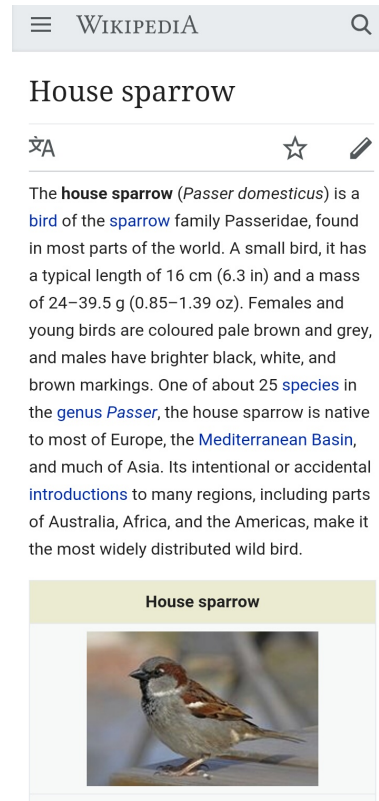 WIKIPEDIA
House sparrow
文A
The house sparrow (Passer domesticus) is a
bird of the sparrow family Passeridae, found
in most parts of the world. A small bird, it has
a typical length of 16 cm (6.3 in) and a mass
of 24–39.5 g (0.85–1.39 oz). Females and
young birds are coloured pale brown and grey,
and males have brighter black, white, and
brown markings. One of about 25 species in
the genus Passer, the house sparrow is native
to most of Europe, the Mediterranean Basin,
and much of Asia. Its intentional or accidental
introductions to many regions, including parts
of Australia, Africa, and the Americas, make it
the most widely distributed wild bird.
House sparrow